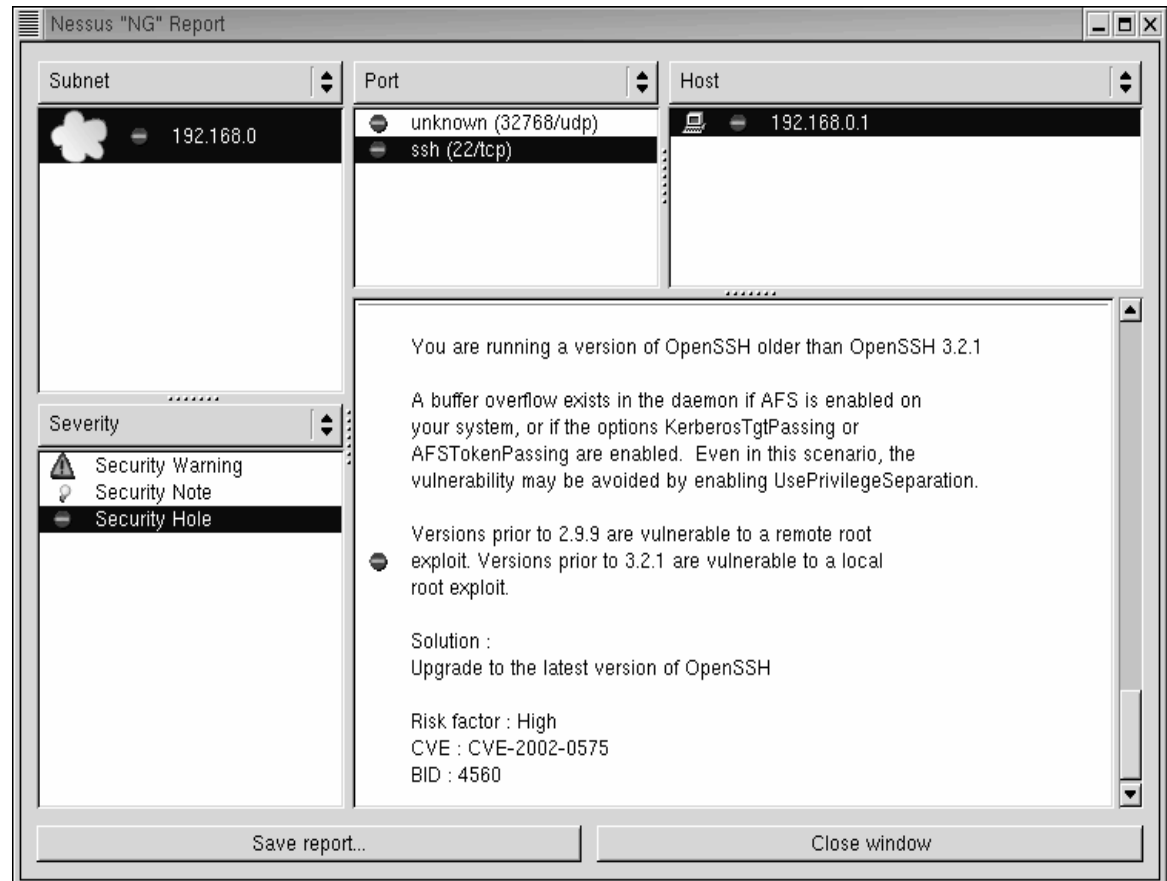 Nessus "NG" Report
Subnet
Port
Host
192.168.0
unknown (32768/udp)
ssh (22/tcp)
192.168.0.1
Severity
Security Warning
Security Note
Security Hole
You are running a version of OpenSSH older than OpenSSH 3.2.1
A buffer overflow exists in the daemon if AFS is enabled on
your system, or if the options KerberosTgtPassing or
AFSTokenPassing are enabled. Even in this scenario, the
vulnerability may be avoided by enabling UsePrivilegeSeparation.
Versions prior to 2.9.9 are vulnerable to a remote root
exploit. Versions prior to 3.2.1 are vulnerable to a local
root exploit.
Solution :
Upgrade to the latest version of OpenSSH
Risk factor : High
CVE : CVE-2002-0575
BID : 4560
Save report...
Close window